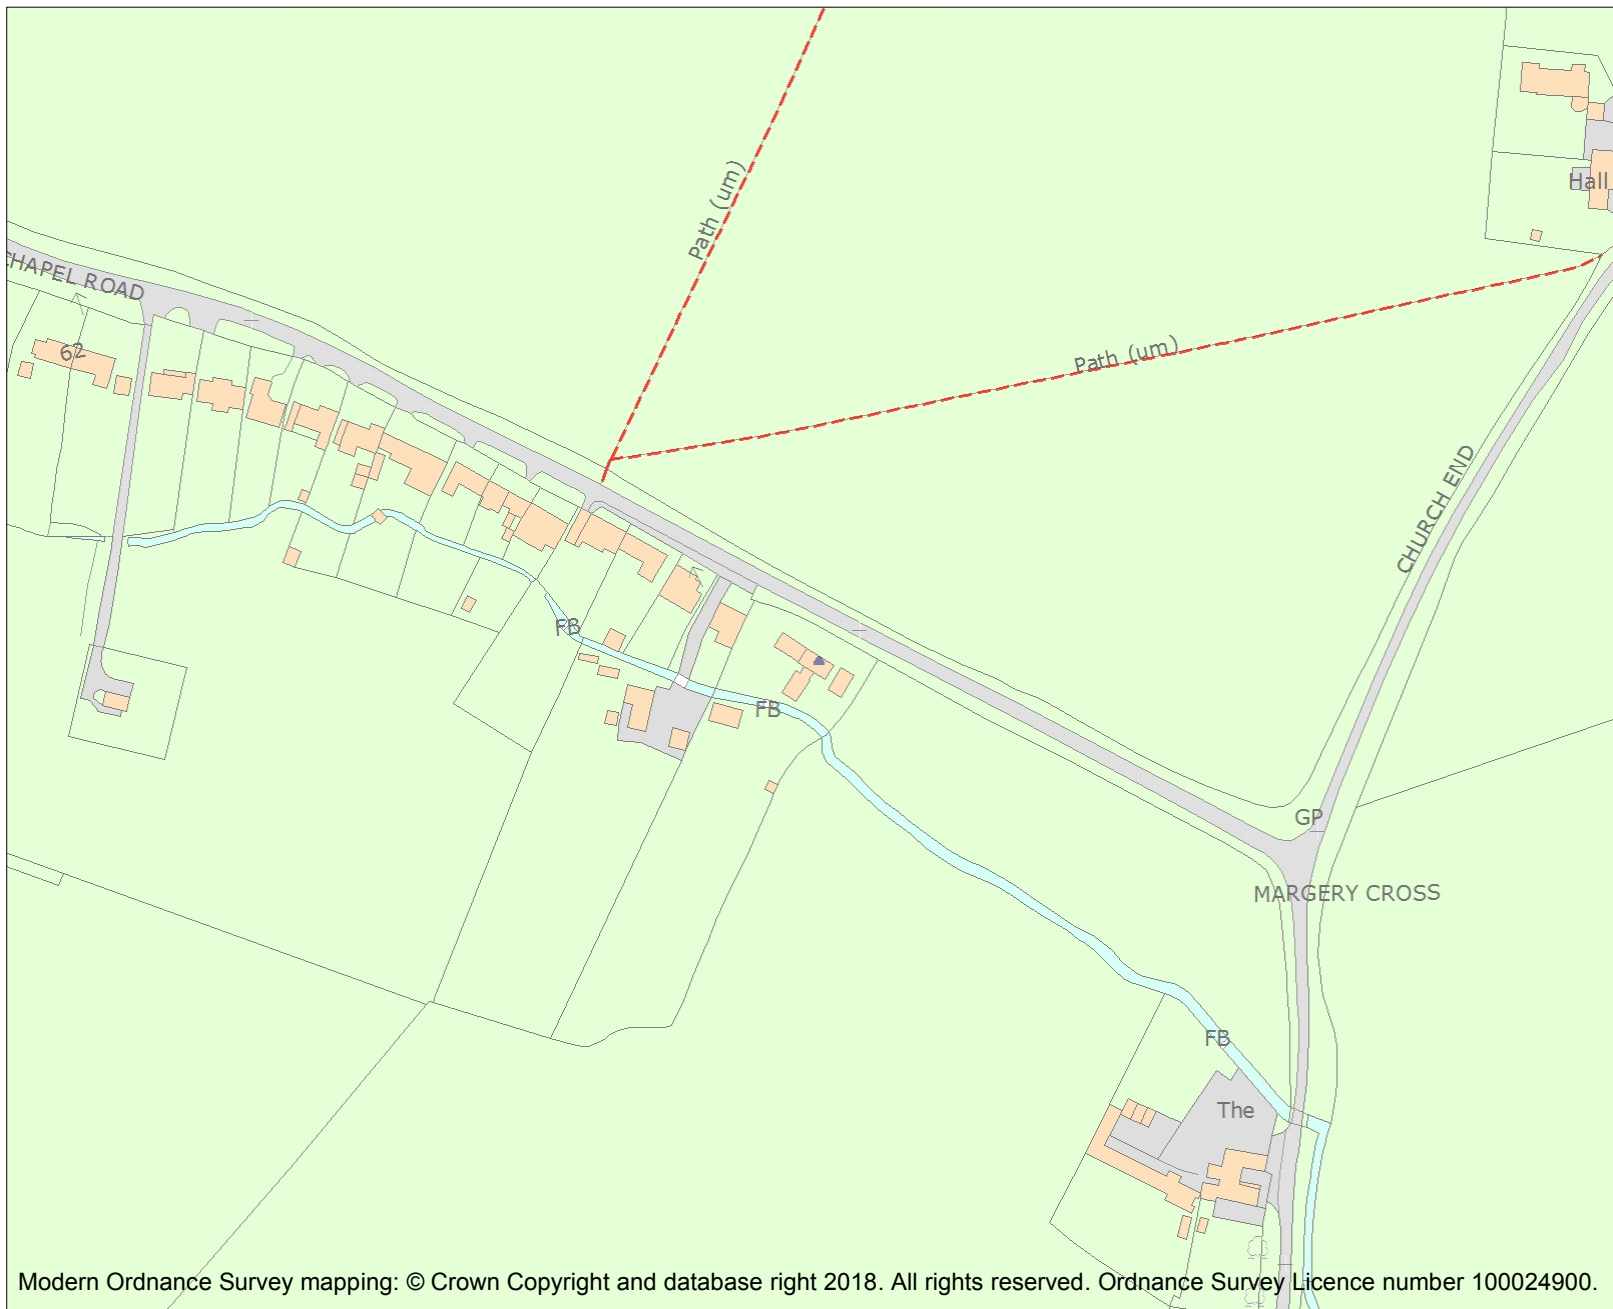 Path (um)
Hall
CHAPEL ROAD
62
Path (um)
CHURCH END
FB
FB
GP
MARGERY CROSS
FB
The
Modern Ordnance Survey mapping: © Crown Copyright and database right 2018. All rights reserved. Ordnance Survey Licence number 100024900.